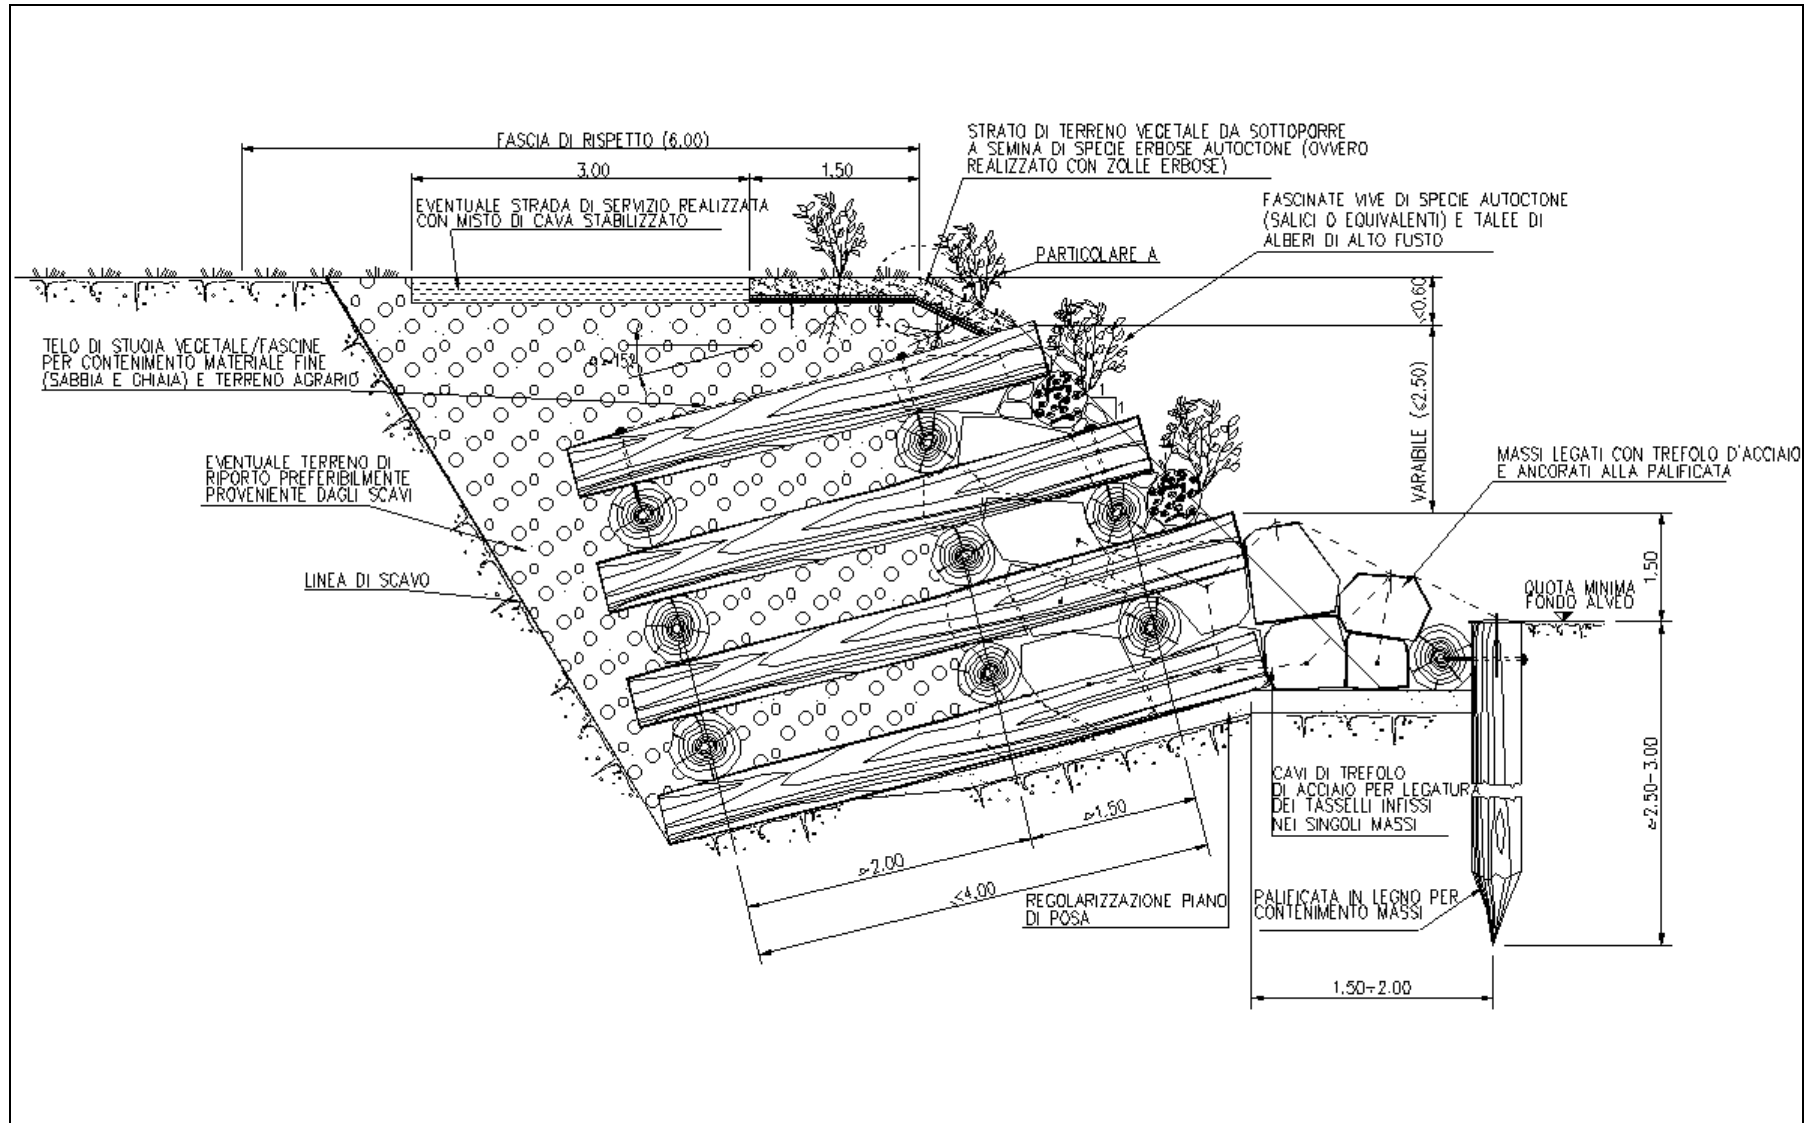 FASCIA DI RISPETTO (6.00)
3.00
1.50
STRATO DI TERRENO VEGETALE DA SOTTOPORRE
A SEMINA DI SPECIE ERBOSE AUTOCTONE (OVVERO
REALIZZATO CON ZOLLE ERBOSE)
EVENTUALE STRADA DI SERVIZIO REALIZZATA
CON MISTO DI CAVA STABILIZZATO
FASCINATE VIVE DI SPECIE AUTOCTONE
(SALICI O EQUIVALENTI) E TALEE DI
ALBERI DI ALTO FUSTO
PARTICOLARE A
<0.60
TELO DI STUOIA VEGETALE/FASCINE
PER CONTENIMENTO MATERIALE FINE
(SABBIA E GHIAIA) E TERRENO AGRARIO
VARAIBILE (≤2.50)
1
1
EVENTUALE TERRENO DI
RIPORTO PREFERIBILMENTE
PROVENIENTE DAGLI SCAVI
MASSI LEGATI CON TREFOLO D'ACCIAIO
E ANCORATI ALLA PALIFICATA
LINEA DI SCAVO
1.50
QUOTA MINIMA
FONDO ALVEO
CAVI DI TREFOLO
DI ACCIAIO PER LEGATURA
DEI TASSELLI INFISSI
NEI SINGOLI MASSI
≥2.50-3.00
≥1.50
≥2.00
≤4.00
REGOLARIZZAZIONE PIANO
DI POSA
PALIFICATA IN LEGNO PER
CONTENIMENTO MASSI
1.50÷2.00